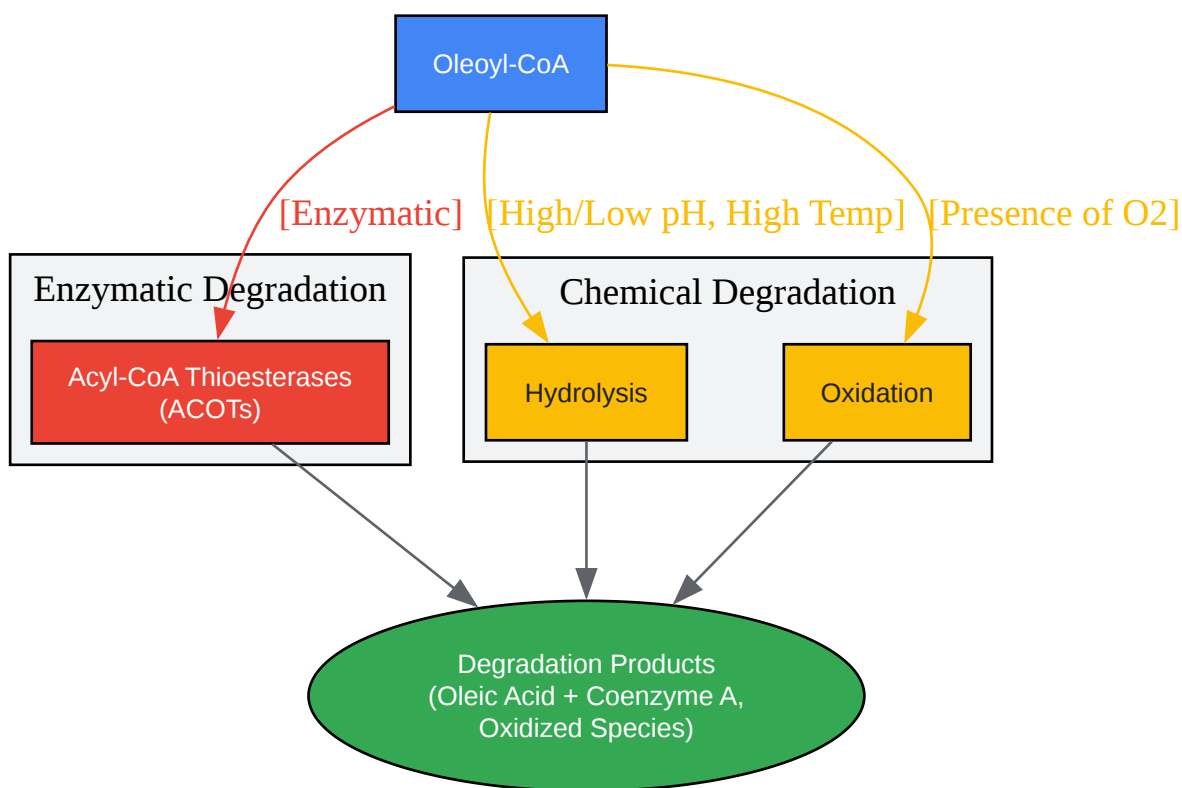 Oleoyl-CoA
[Enzymatic]
[High/Low pH, High Temp]
[Presence of O2]
Enzymatic Degradation
Chemical Degradation
Acyl-CoA Thioesterases
(ACOTs)
Hydrolysis
Oxidation
Degradation Products
(Oleic Acid + Coenzyme A,
Oxidized Species)